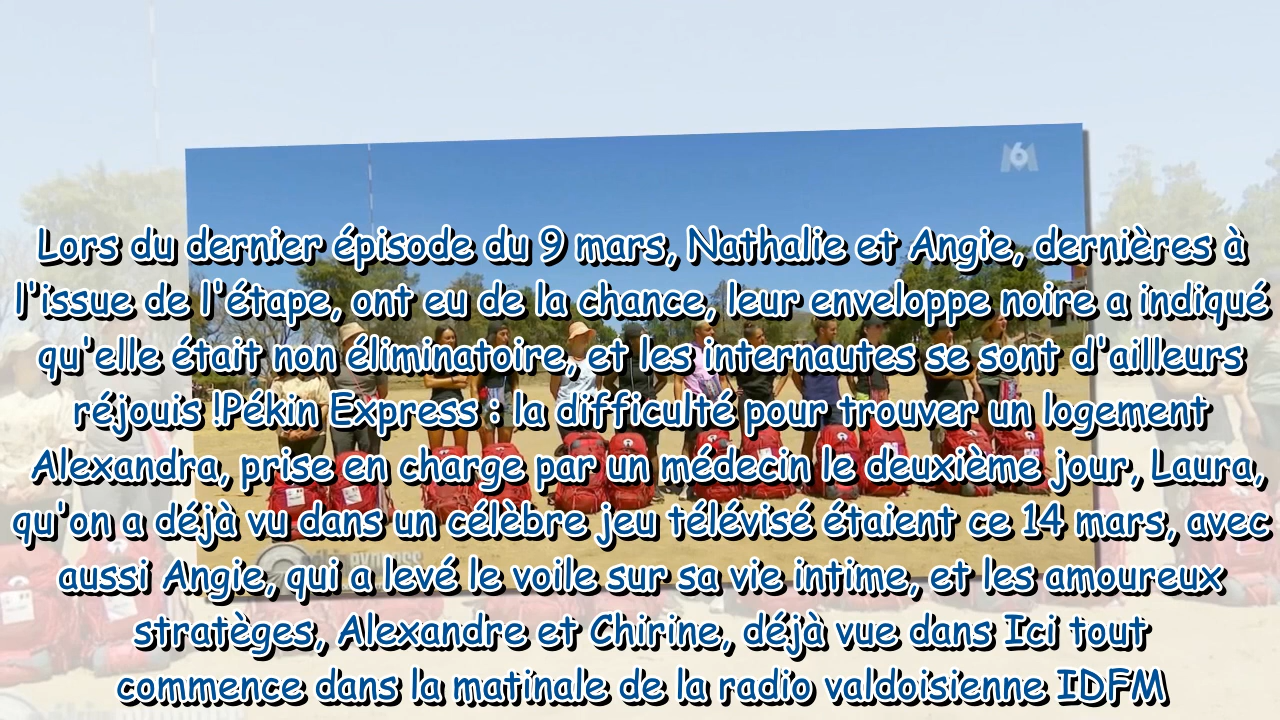 M6
Lors du dernier épisode du 9 mars, Nathalie et Angie, dernières à
l'issue de l'étape, ont eu de la chance, leur enveloppe noire a indiqué
qu'elle était non éliminatoire, et les internautes se sont d'ailleurs
réjouis !Pékin Express : la difficulté pour trouver un logement
Alexandra, prise en charge par un médecin le deuxième jour, Laura,
qu'on a déjà vu dans un célèbre jeu télévisé étaient ce 14 mars, avec
aussi Angie, qui a levé le voile sur sa vie intime, et les amoureux
stratèges, Alexandre et Chirine, déjà vue dans Ici tout
commence dans la matinale de la radio valdoisienne IDFM